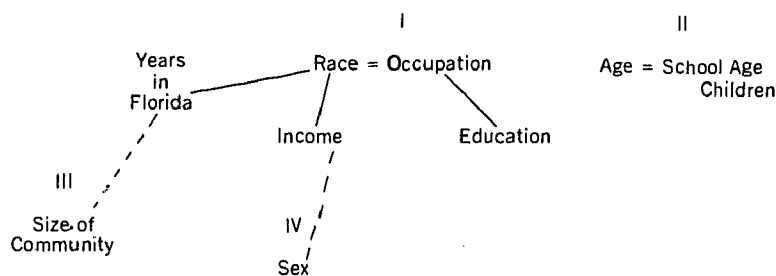 I
II
Years
in
Florida
Race = Occupation
Age = School Age
Children
Income
Education
III
Size of
Community
IV
Sex